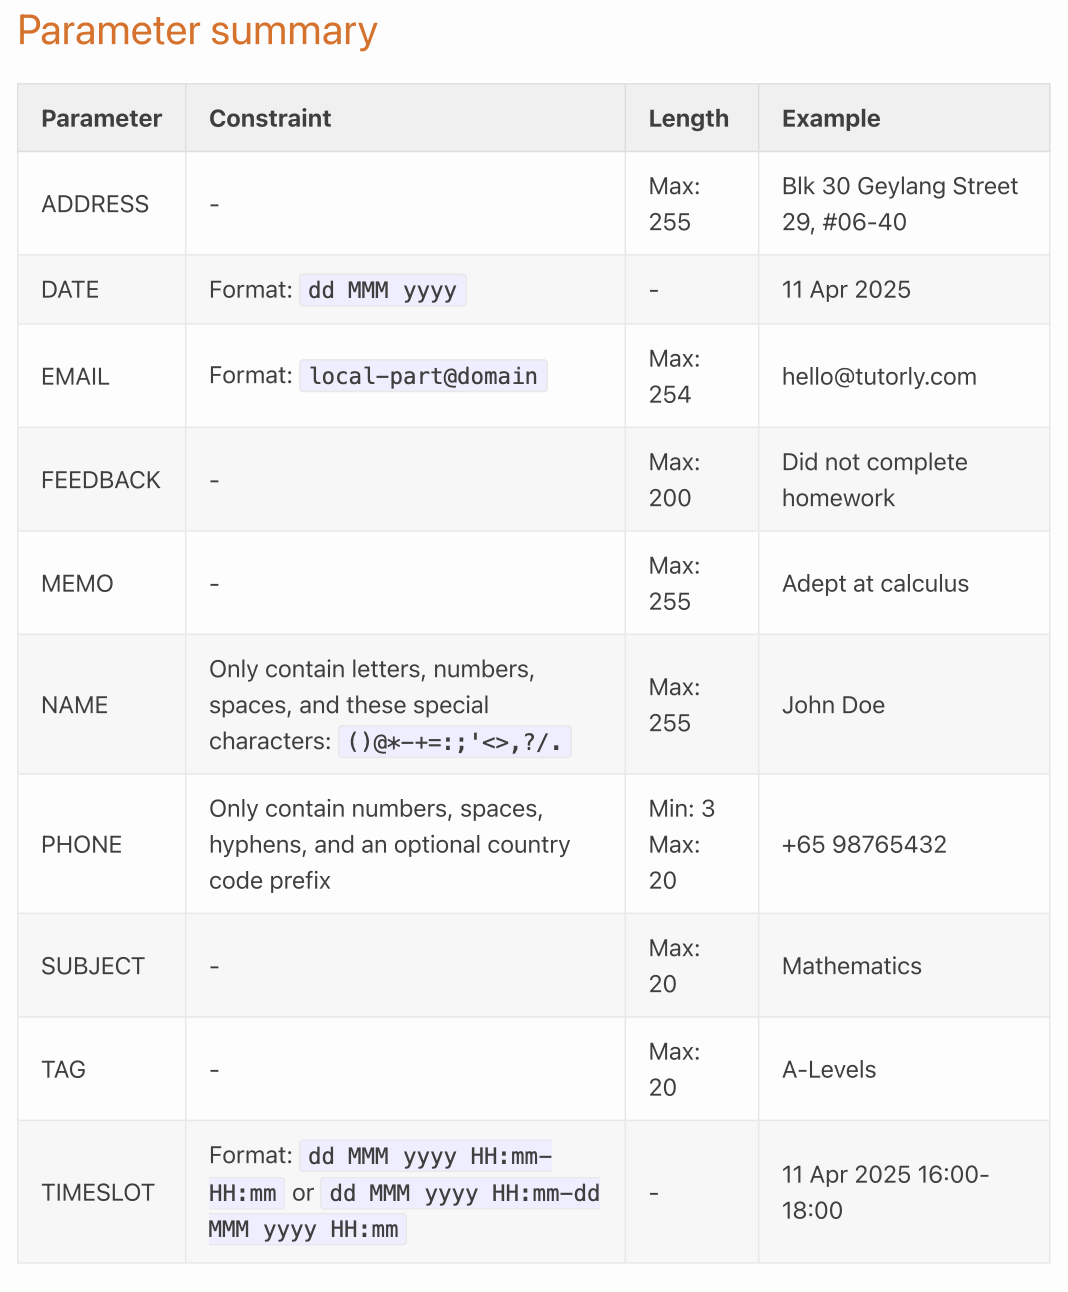 Parameter summary
Parameter Constraint Length Example
ADDRESS - Max: 255 Blk 30 Geylang Street 29, #06-40
DATE Format: dd MMM yyyy - 11 Apr 2025
EMAIL Format: local-part@domain Max: 254 hello@tutorly.com
FEEDBACK - Max: 200 Did not complete homework
MEMO - Max: 255 Adept at calculus
NAME Only contain letters, numbers, spaces, and these special characters: ()@*-+=:;'<>,?/. Max: 255 John Doe
PHONE Only contain numbers, spaces, hyphens, and an optional country code prefix Min: 3 Max: 20 +65 98765432
SUBJECT - Max: 20 Mathematics
TAG - Max: 20 A-Levels
TIMESLOT Format: dd MMM yyyy HH:mm-HH:mm or dd MMM yyyy HH:mm-dd MMM yyyy HH:mm - 11 Apr 2025 16:00-18:00